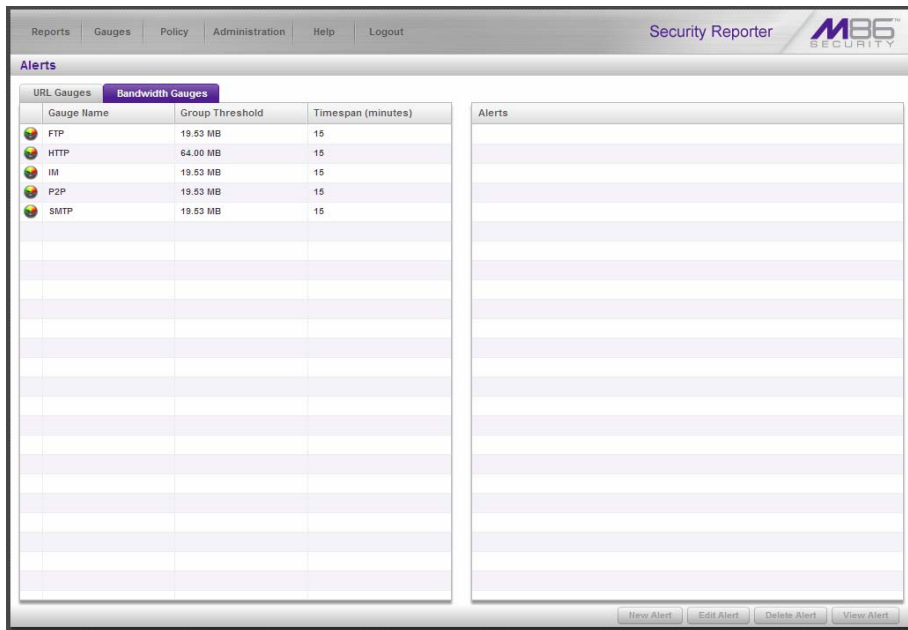 Reports Gauges Policy Administration Help Logout Security Reporter M86 SECURITY
Alerts
URL Gauges Bandwidth Gauges
Gauge Name Group Threshold Timespan (minutes) Alerts
FTP 19.53 MB 15
HTTP 64.00 MB 15
IM 19.53 MB 15
P2P 19.53 MB 15
SMTP 19.53 MB 15
New Alert Edit Alert Delete Alert View Alert